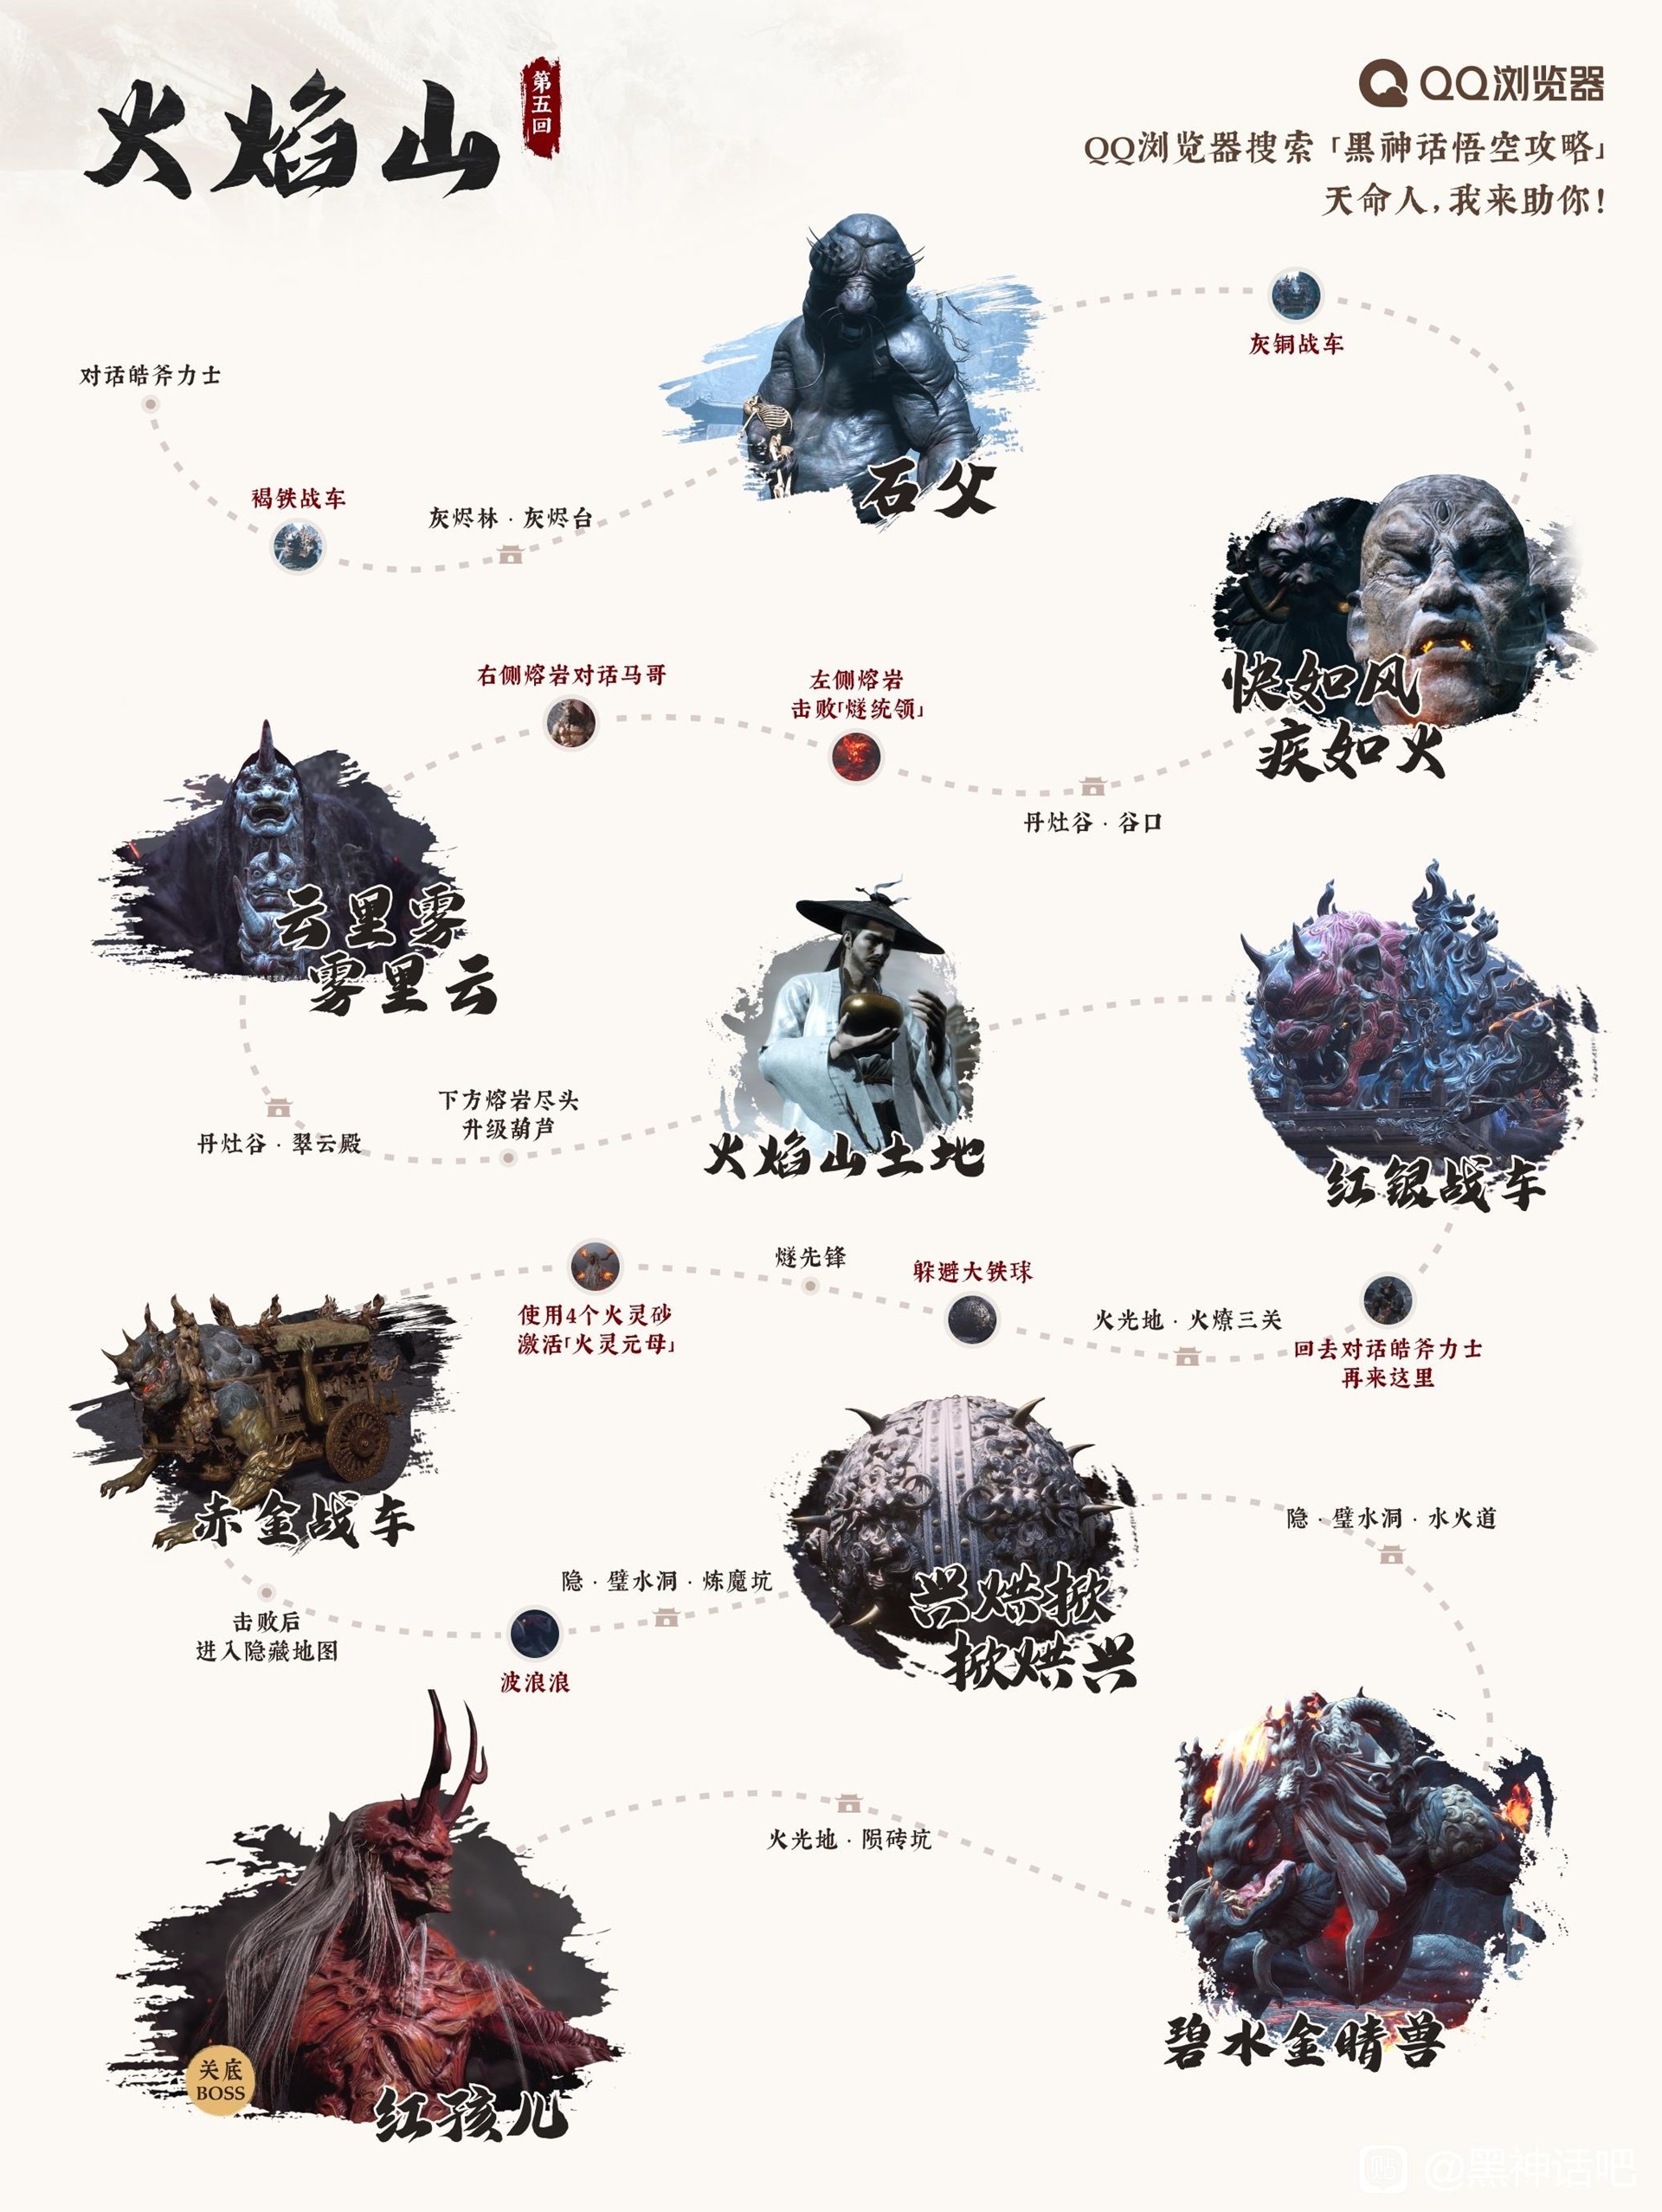 火焰山
第五回
QQ浏览器
QQ浏览器搜索「黑神话悟空攻略」
天命人，我来助你！
对话皓斧力士
褐铁战车
灰烬林 · 灰烬台
石父
灰铜战车
快如风
疾如火
丹灶谷 · 谷口
左侧熔岩
击败「燧统领」
右侧熔岩对话马哥
云里雾
雾里云
丹灶谷 · 翠云殿
下方熔岩尽头
升级葫芦
火焰山土地
红银战车
回去对话皓斧力士
再来这里
火光地 · 火燎三关
躲避大铁球
燧先锋
使用4个火灵砂
激活「火灵元母」
赤金战车
击败后
进入隐藏地图
波浪浪
隐 · 璧水洞 · 炼魔坑
兴烘掀
掀烘兴
隐 · 璧水洞 · 水火道
碧水金睛兽
火光地 · 陨砖坑
红孩儿
关底
BOSS
@黑神话吧